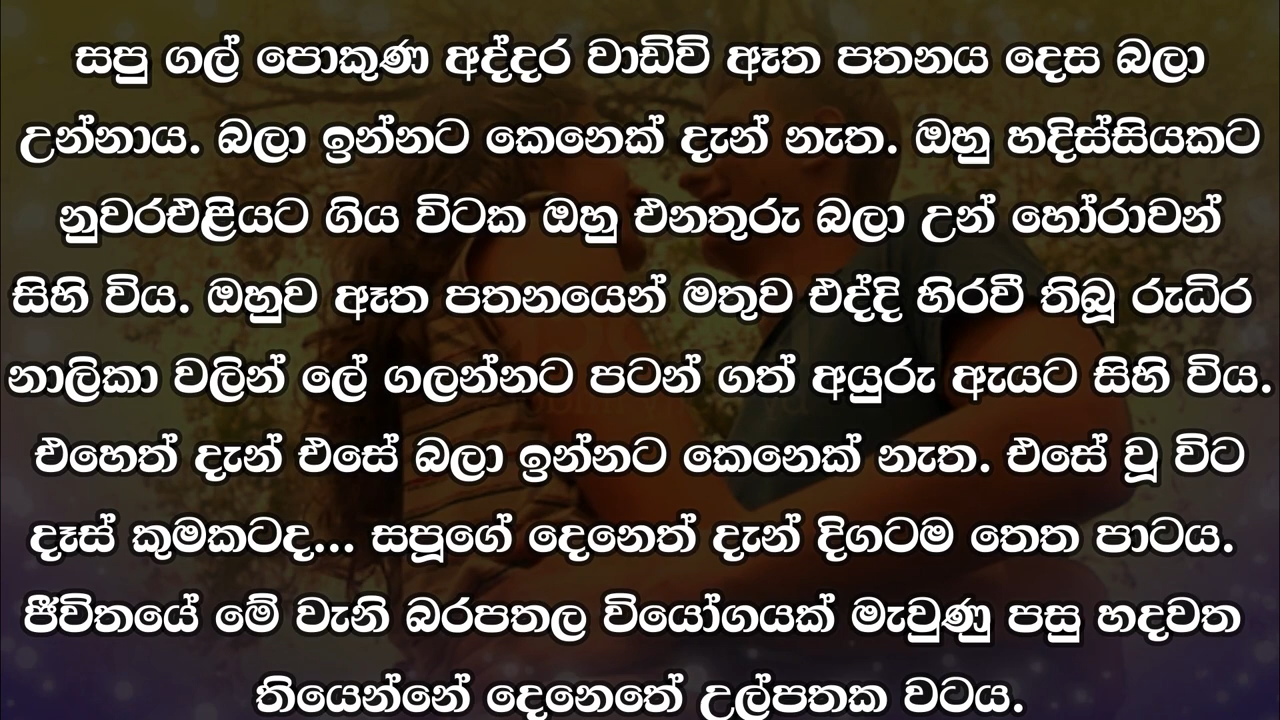 සපු ගල් පොකුණ අද්දර වාඩිවි ඈත පතනය දෙස බලා
උන්නාය. බලා ඉන්නට කෙනෙක් දැන් නැත. ඔහු හදිස්සියකට
නුවරඑළියට ගිය විටක ඔහු එනතුරු බලා උන් හෝරාවන්
සිහි විය. ඔහුව ඈත පතනයෙන් මතුව එද්දි හිරවී තිබූ රුධිර
නාලිකා වලින් ලේ ගලන්නට පටන් ගත් අයුරු ඇයට සිහි විය.
එහෙත් දැන් එසේ බලා ඉන්නට කෙනෙක් නැත. එසේ වූ විට
දෑස් කුමකටද... සපූගේ දෙනෙත් දැන් දිගටම තෙත පාටය.
ජීවිතයේ මේ වැනි බරපතල වියෝගයක් මැවුණු පසු හදවත
තියෙන්නේ දෙනෙතේ උල්පතක වටය.